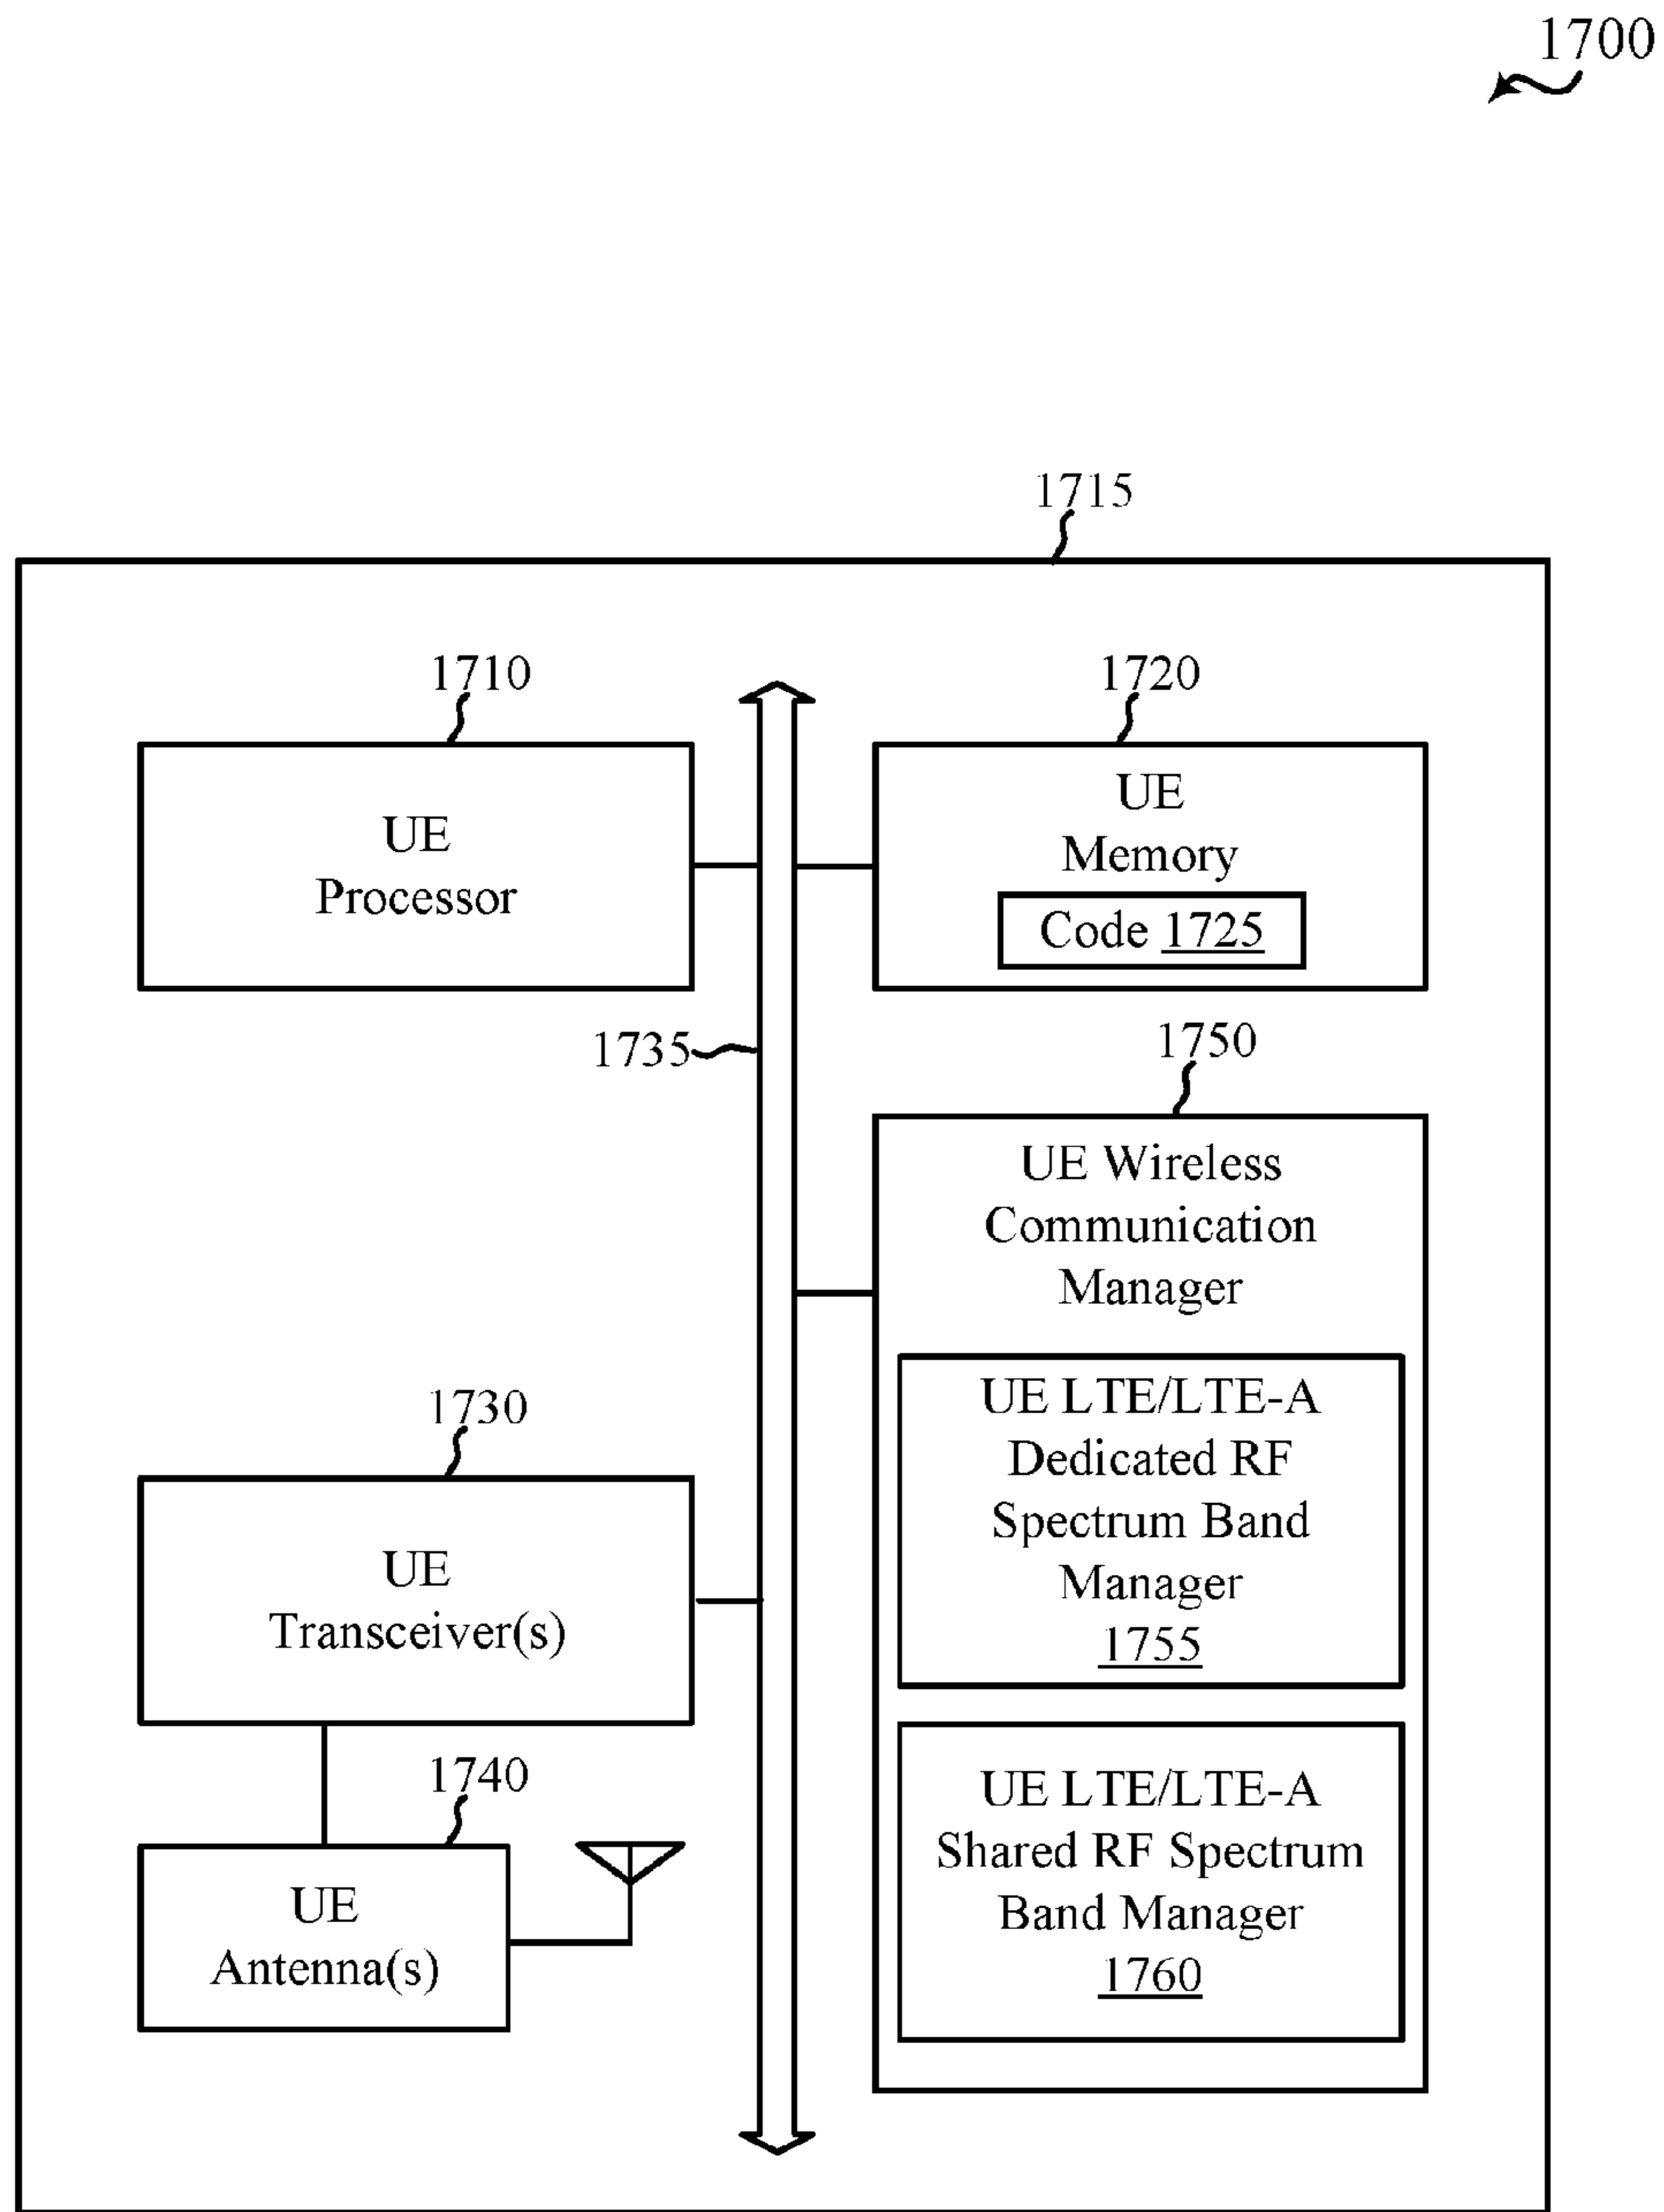 1700
1715
1710
UE
Processor
1720
UE
Memory
Code 1725
1735
1750
UE Wireless
Communication
Manager
UE LTE/LTE-A
Dedicated RF
Spectrum Band
Manager
1755
UE LTE/LTE-A
Shared RF Spectrum
Band Manager
1760
1730
UE
Transceiver(s)
1740
UE
Antenna(s)